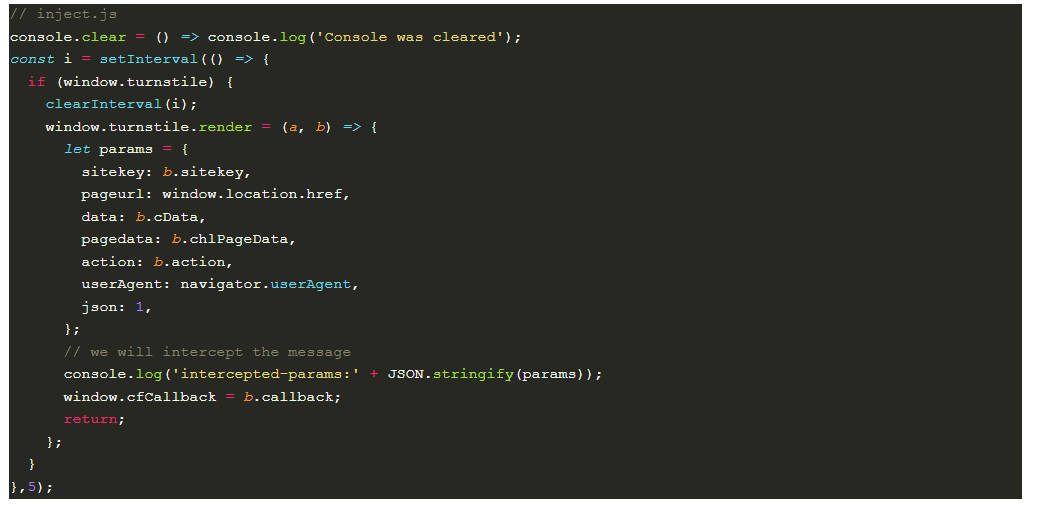 // inject.js
console.clear = () => console.log('Console was cleared');
const i = setInterval(() => {
  if (window.turnstile) {
    clearInterval(i);
    window.turnstile.render = (a, b) => {
      let params = {
        sitekey: b.sitekey,
        pageurl: window.location.href,
        data: b.cData,
        pagedata: b.chlPageData,
        action: b.action,
        userAgent: navigator.userAgent,
        json: 1,
      };
      // we will intercept the message
      console.log('intercepted-params:' + JSON.stringify(params));
      window.cfCallback = b.callback;
      return;
    };
  }
},5);